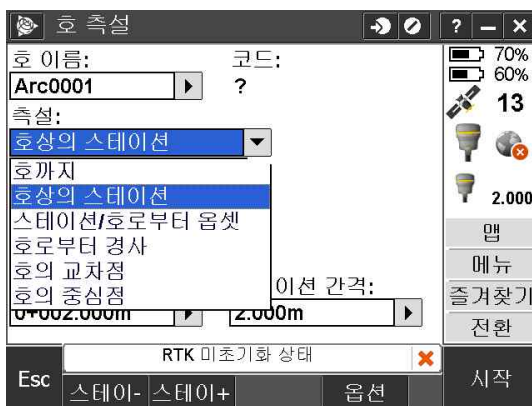 호 측설
? – ×
호 이름:
코드:
70%
60%
Arc0001
?
13
측설:
호상의 스테이션
호까지
호상의 스테이션
스테이션/호로부터 옵셋
호로부터 경사
호의 교차점
호의 중심점
2.000
맵
메뉴
이션 간격:
즐겨찾기
0+002.000m
2.000m
전환
RTK 미초기화 상태
Esc
스테이-
스테이+
옵션
시작